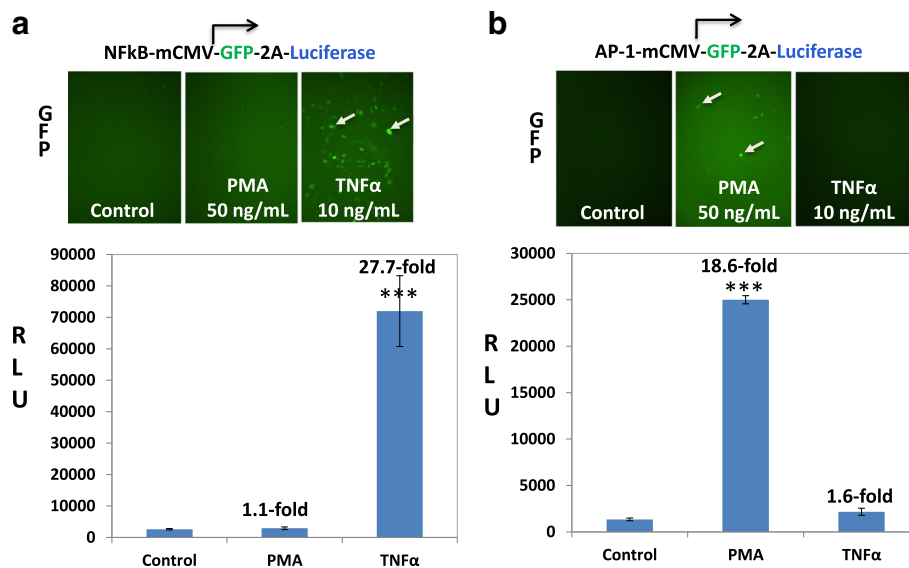 a
NFkB-mCMV-GFP-2A-Luciferase
G
F
P
Control
PMA
50 ng/mL
TNFα
10 ng/mL
90000
80000
70000
60000
50000
40000
30000
20000
10000
0
R
L
U
1.1-fold
27.7-fold
***
Control
PMA
TNFα
b
AP-1-mCMV-GFP-2A-Luciferase
G
F
P
Control
PMA
50 ng/mL
TNFα
10 ng/mL
30000
25000
20000
15000
10000
5000
0
R
L
U
18.6-fold
***
1.6-fold
Control
PMA
TNFα